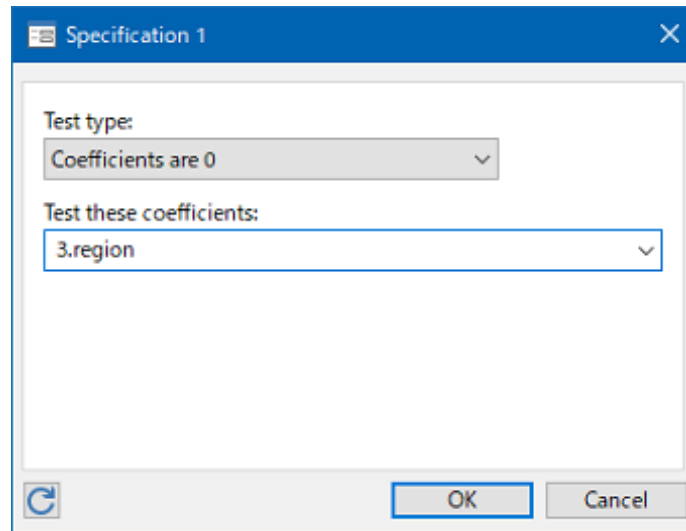 Specification 1
Test type:
Coefficients are 0
Test these coefficients:
3.region
OK Cancel